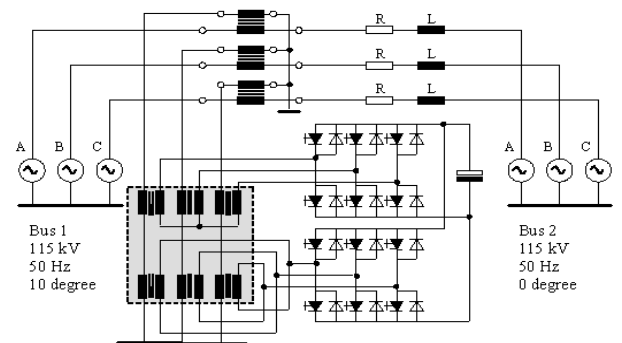 R L
R L
R L
A B C
A B C
Bus 1
115 kV
50 Hz
10 degree
Bus 2
115 kV
50 Hz
0 degree